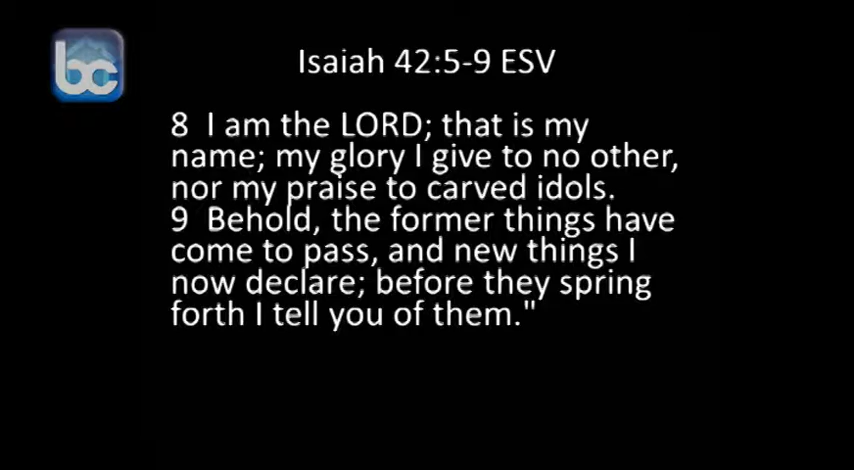 bc
Isaiah 42:5-9 ESV
8 I am the LORD; that is my
name; my glory I give to no other,
nor my praise to carved idols.
9 Behold, the former things have
come to pass, and new things I
now declare; before they spring
forth I tell you of them."